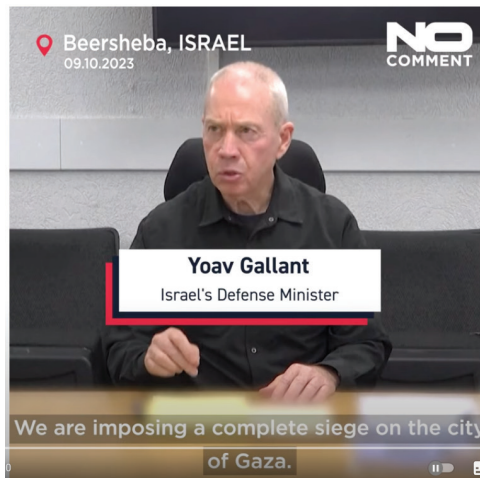 Beersheba, ISRAEL
09.10.2023
NO
COMMENT
Yoav Gallant
Israel's Defense Minister
We are imposing a complete siege on the city
of Gaza.
0